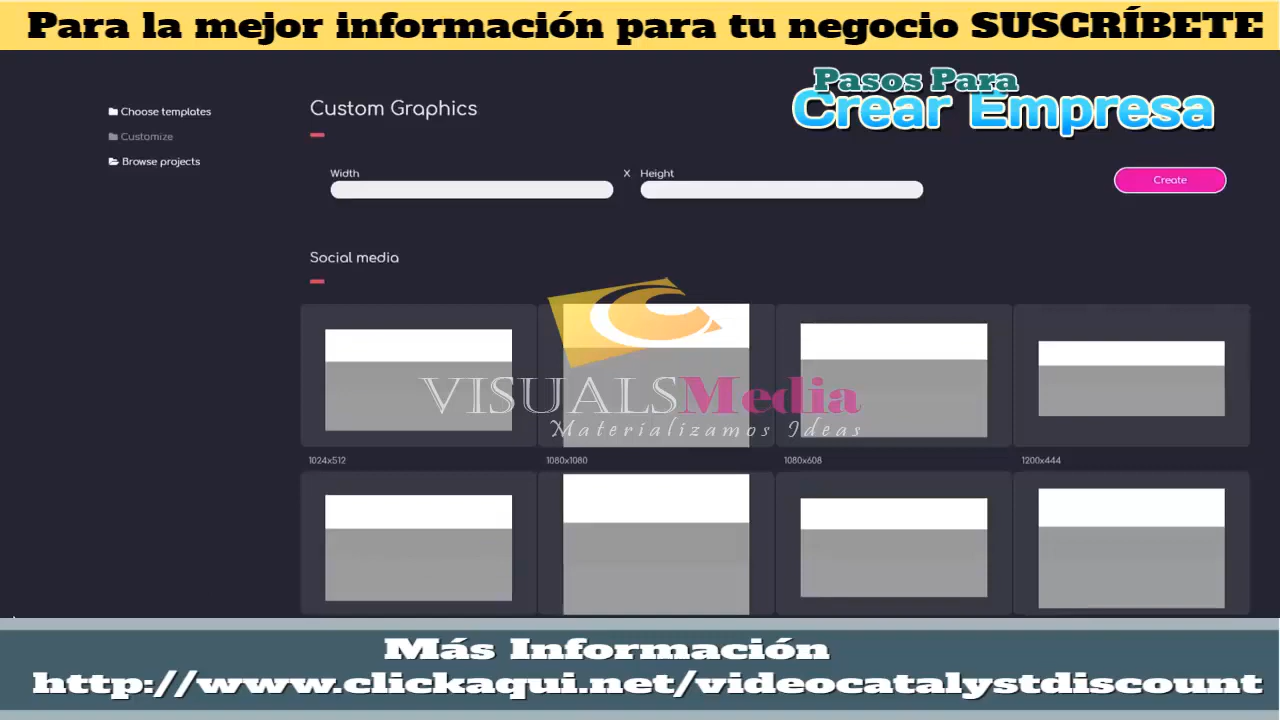 Para la mejor información para tu negocio SUSCRÍBETE
Pasos Para
Crear Empresa
Choose templates
Customize
Browse projects
Custom Graphics
Width X Height
Create
Social media
VISUALSMedia
Materializamos Ideas
1024x512 1080x1080 1080x608 1200x444
Más Información
http://www.clickaqui.net/videocatalystdiscount